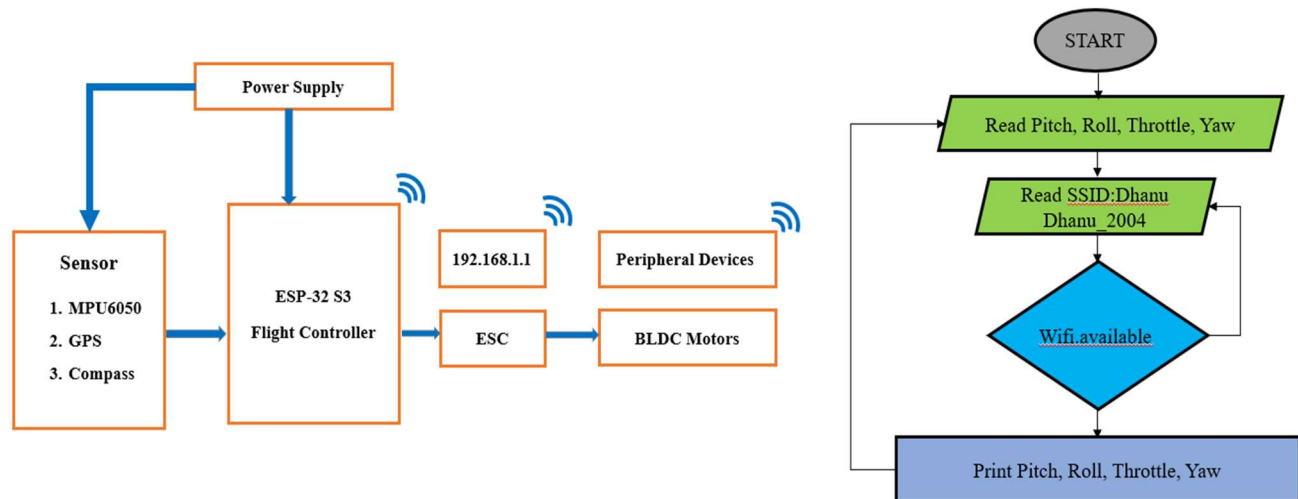 Power Supply
Sensor
1. MPU6050
2. GPS
3. Compass
ESP-32 S3
Flight Controller
192.168.1.1
Peripheral Devices
ESC
BLDC Motors
START
Read Pitch, Roll, Throttle, Yaw
Read SSID:Dhanu
Dhanu_2004
Wifi.available
Print Pitch, Roll, Throttle, Yaw